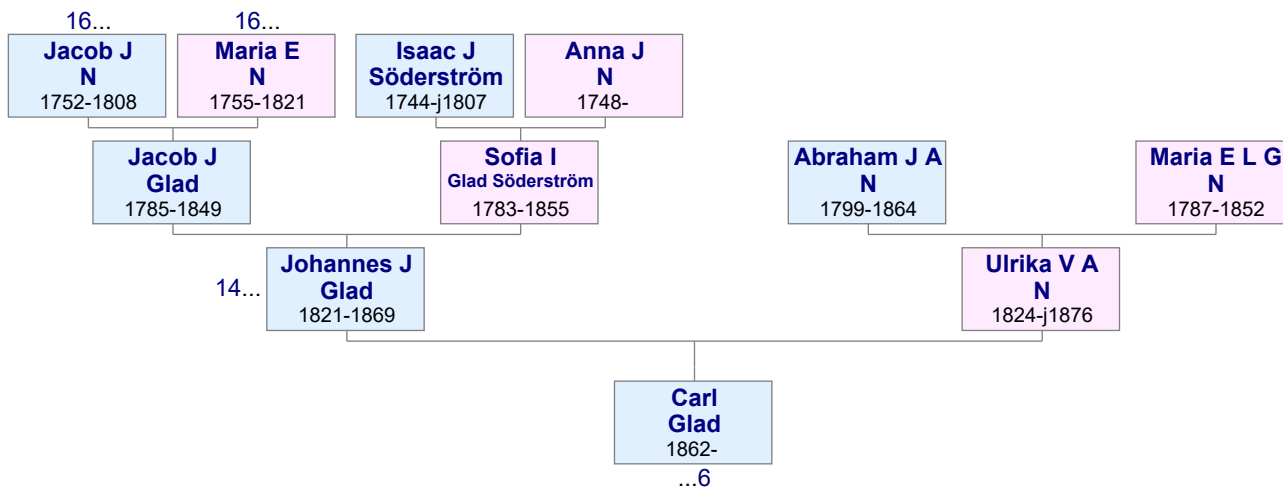 16...
16...
Jacob J
N
1752-1808
Maria E
N
1755-1821
Isaac J
Söderström
1744-j1807
Anna J
N
1748-
Jacob J
Glad
1785-1849
Sofia I
Glad Söderström
1783-1855
Abraham J A
N
1799-1864
Maria E L G
N
1787-1852
14...
Johannes J
Glad
1821-1869
Ulrika V A
N
1824-j1876
Carl
Glad
1862-
...6